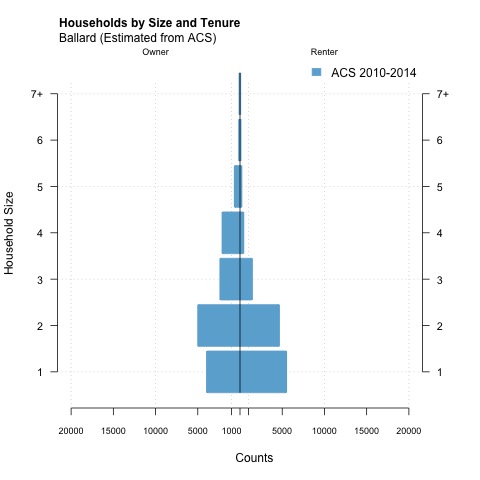 Households by Size and Tenure
Ballard (Estimated from ACS)
Owner Renter
ACS 2010-2014
7+ 7+
6 6
5 5
4 4
3 3
2 2
1 1
Household Size
20000 15000 10000 5000 1000 5000 10000 15000 20000
Counts